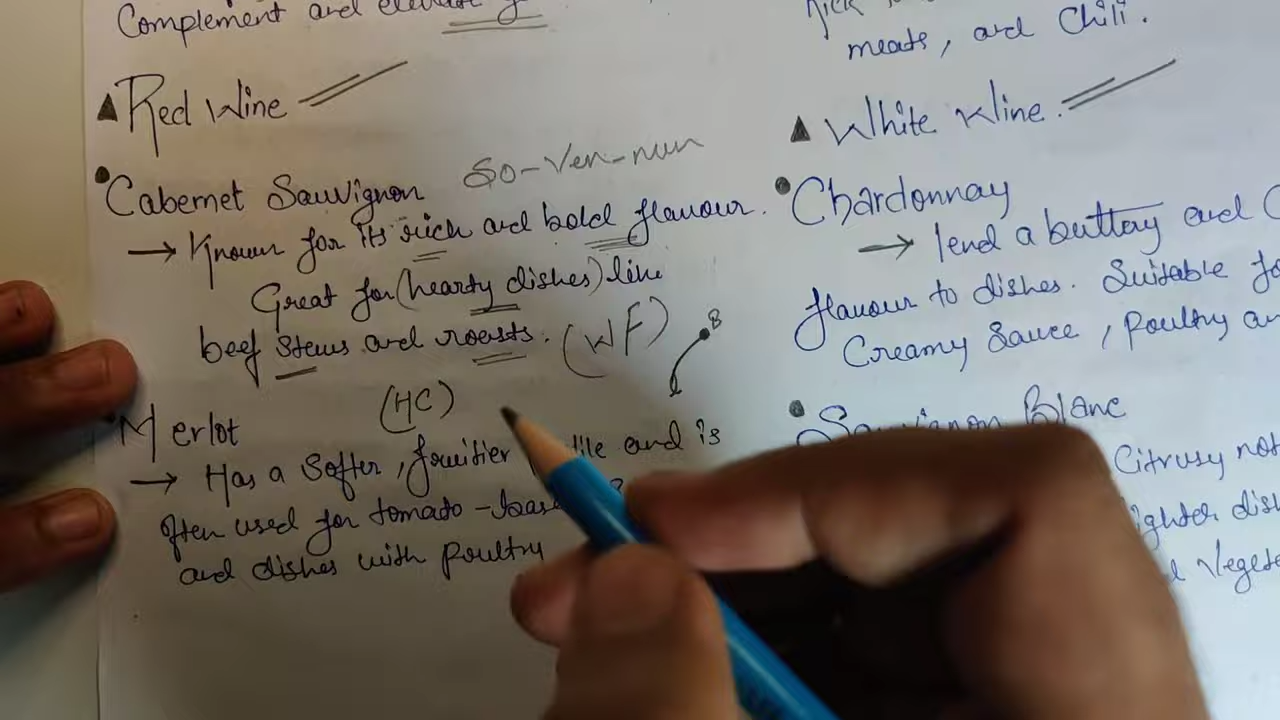 Complement and
Red Wine
Cabernet Sauvignon So-Ven-nun
→ Known for its rich and bold flavour.
Great for (hearty dishes) like
beef stews and roasts. (WF) B
Merlot (HC)
→ Has a Softer, fruitier and is
often used for tomato -
and dishes with poultry
meats, and Chili.
White Wine.
Chardonnay
→ lend a buttery and
flavour to dishes. Suitable
Creamy Sauce, Poultry
Sauvignon Blanc
Citrusy